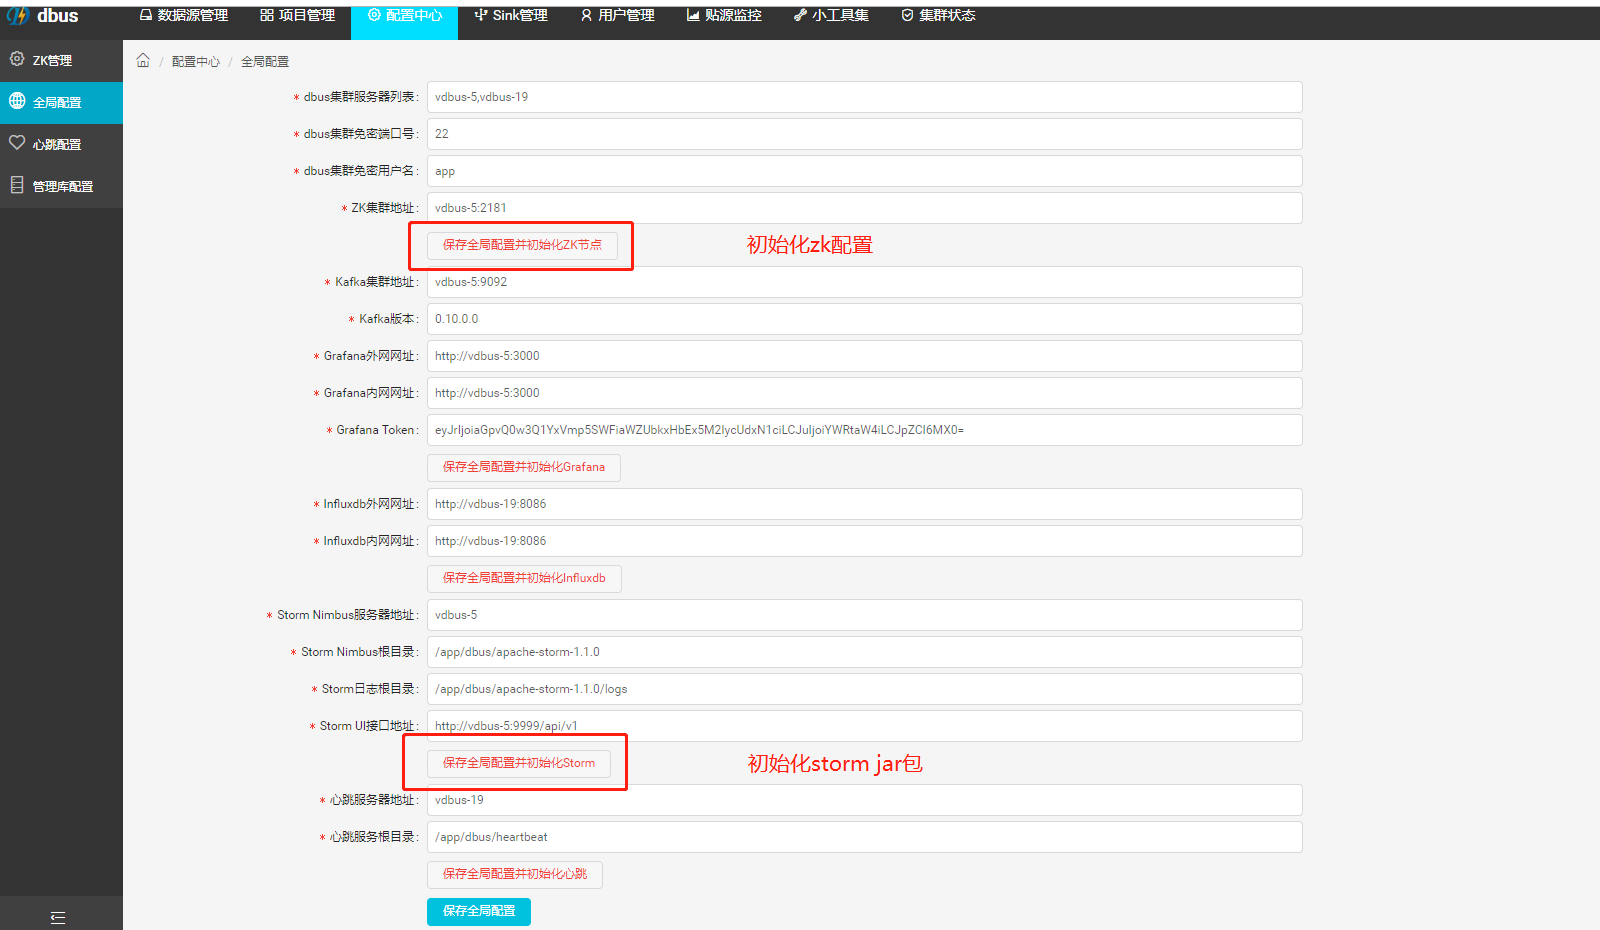 dbus 数据源管理 项目管理 配置中心 Sink管理 用户管理 贴源监控 小工具集 集群状态
ZK管理
全局配置
心跳配置
管理库配置
/ 配置中心 / 全局配置
* dbus集群服务器列表: vdbus-5,vdbus-19
* dbus集群免密端口号: 22
* dbus集群免密用户名: app
* ZK集群地址: vdbus-5:2181
保存全局配置并初始化ZK节点 初始化zk配置
* Kafka集群地址: vdbus-5:9092
* Kafka版本: 0.10.0.0
* Grafana外网网址: http://vdbus-5:3000
* Grafana内网网址: http://vdbus-5:3000
* Grafana Token: eyJrIjoiaGpvQ0w3Q1YxVmp5SWFiaWZUbkxHbEx5M2IycUdxN1ciLCJuIjoiYWRtaW4iLCJpZCI6MX0=
保存全局配置并初始化Grafana
* Influxdb外网网址: http://vdbus-19:8086
* Influxdb内网网址: http://vdbus-19:8086
保存全局配置并初始化Influxdb
* Storm Nimbus服务器地址: vdbus-5
* Storm Nimbus根目录: /app/dbus/apache-storm-1.1.0
* Storm日志根目录: /app/dbus/apache-storm-1.1.0/logs
* Storm UI接口地址: http://vdbus-5:9999/api/v1
保存全局配置并初始化Storm 初始化storm jar包
* 心跳服务器地址: vdbus-19
* 心跳服务根目录: /app/dbus/heartbeat
保存全局配置并初始化心跳
保存全局配置